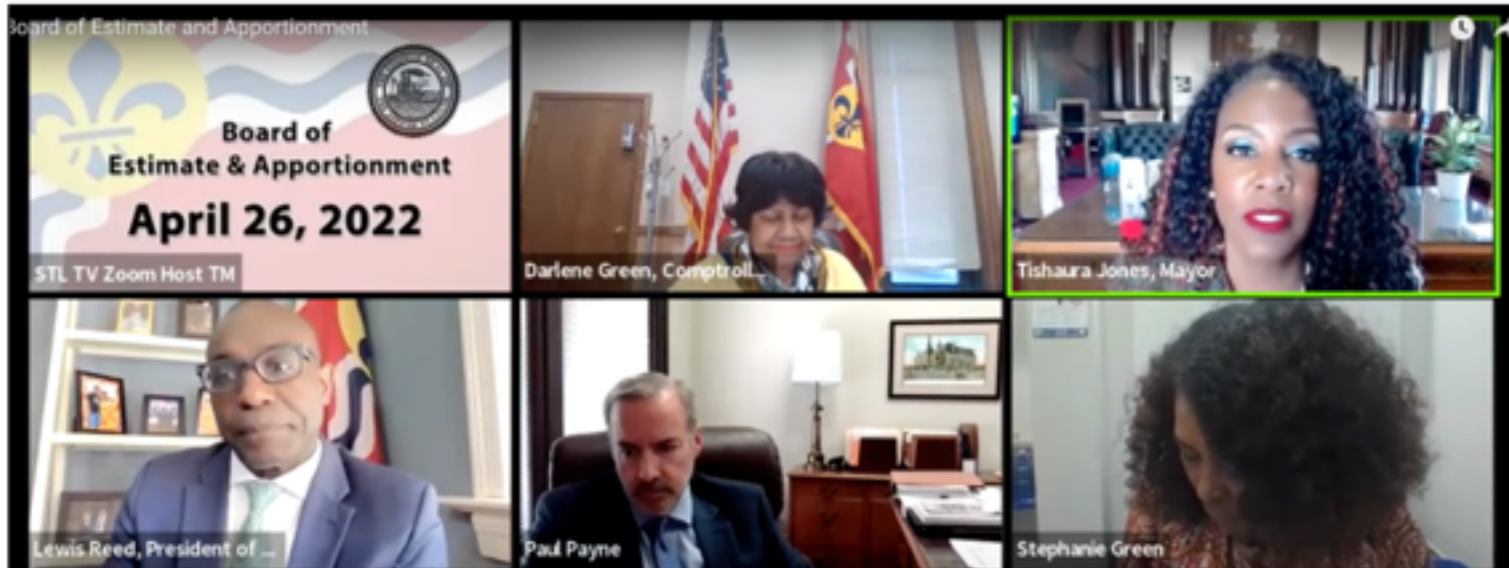 Board of Estimate and Apportionment
Board of
Estimate & Apportionment
April 26, 2022
STL TV Zoom Host TM
Darlene Green, Comptroll...
Tishaura Jones, Mayor
Lewis Reed, President of ...
Paul Payne
Stephanie Green